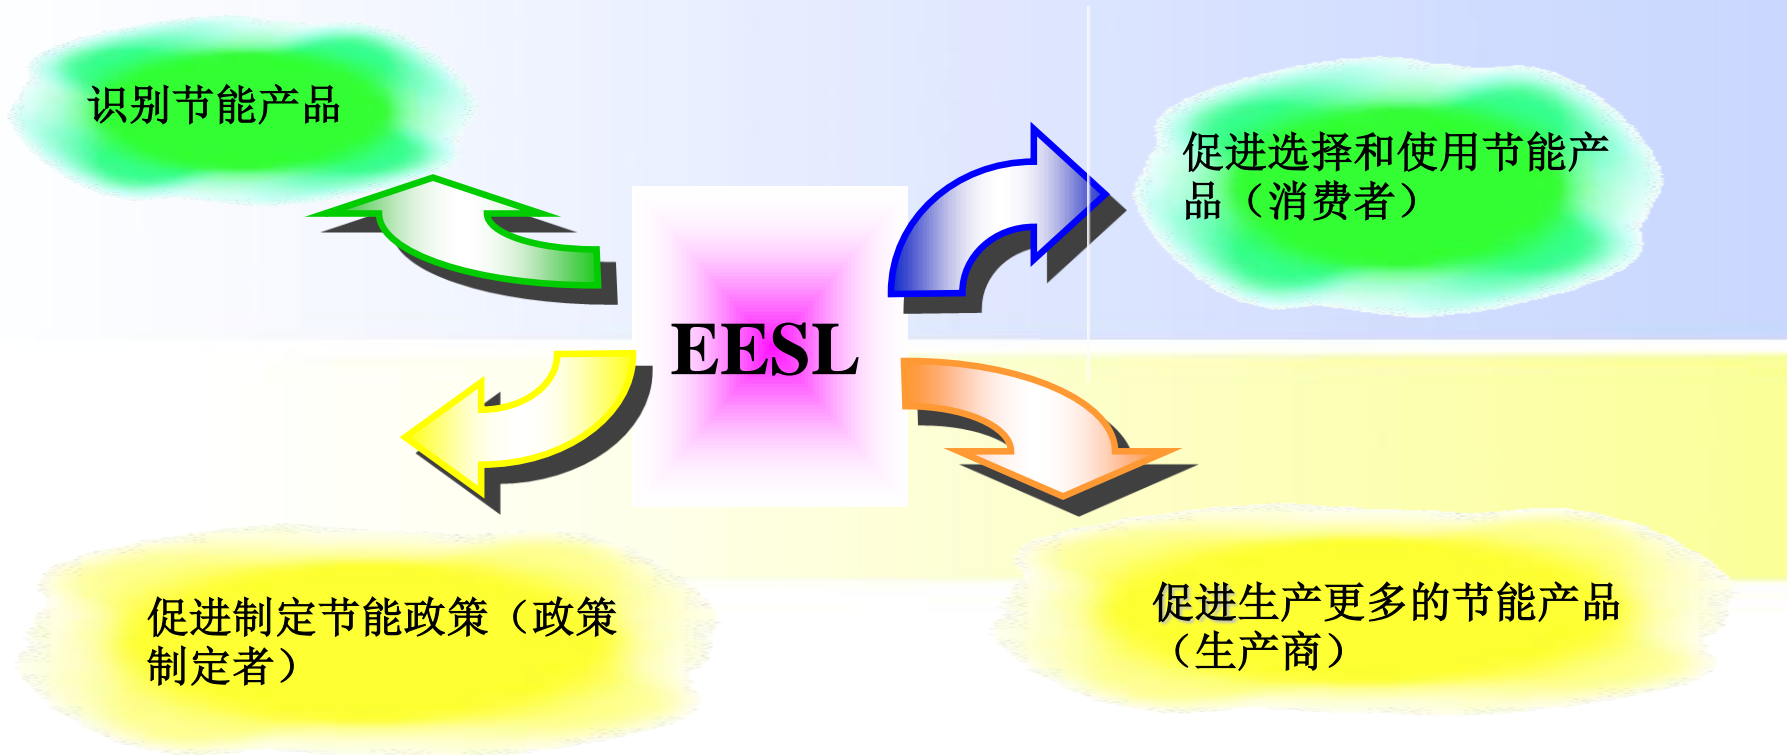 识别节能产品
促进选择和使用节能产
品（消费者）
EESL
促进制定节能政策（政策
制定者）
促进生产更多的节能产品
（生产商）